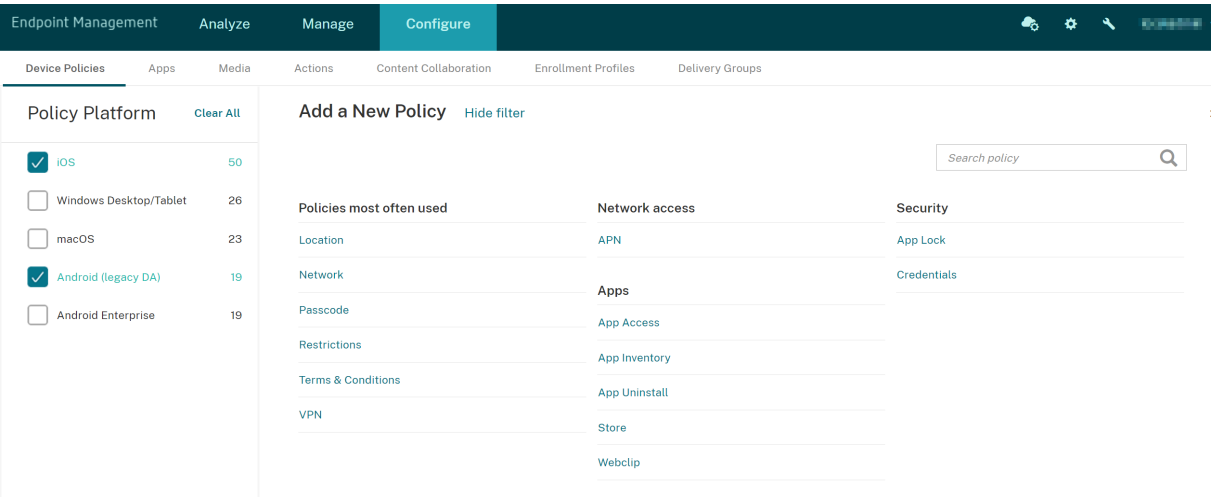 Endpoint Management Analyze Manage Configure
Device Policies Apps Media Actions Content Collaboration Enrollment Profiles Delivery Groups
Policy Platform Clear All
iOS 50
Windows Desktop/Tablet 26
macOS 23
Android (legacy DA) 19
Android Enterprise 19
Add a New Policy Hide filter
Search policy
Policies most often used
Location
Network
Passcode
Restrictions
Terms & Conditions
VPN
Network access
APN
Apps
App Access
App Inventory
App Uninstall
Store
Webclip
Security
App Lock
Credentials